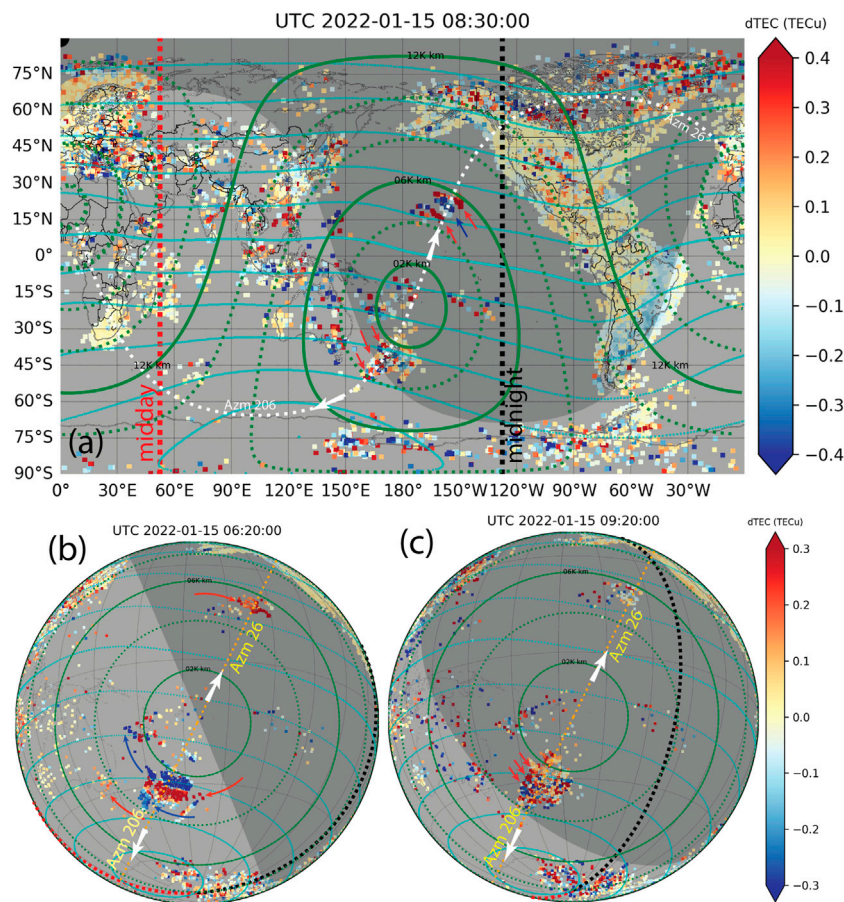 UTC 2022-01-15 08:30:00
dTEC (TECu)
12K km
75°N
60°N
45°N
30°N
15°N
0°
15°S
30°S
45°S
60°S
75°S
90°S
Azm 26
06K km
02K km
12K km
12K km
Azm 206
midday
midnight
(a)
0°
30°E
60°E
90°E
120°E
150°E
180°
150°W
120°W
90°W
60°W
30°W
0.4
0.3
0.2
0.1
0.0
−0.1
−0.2
−0.3
−0.4
(b)
UTC 2022-01-15 06:20:00
06K km
Azm 26
02K km
Azm 206
(c)
UTC 2022-01-15 09:20:00
06K km
Azm 26
02K km
Azm 206
dTEC (TECu)
0.3
0.2
0.1
0.0
−0.1
−0.2
−0.3